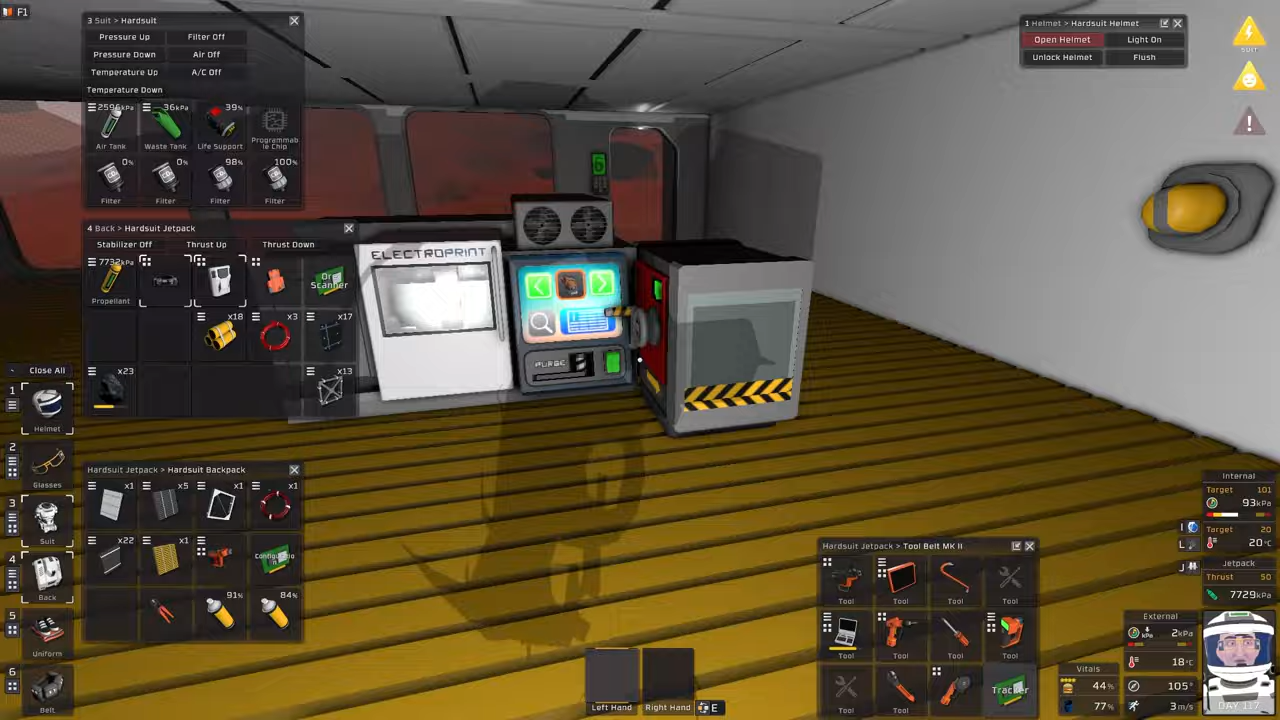 F1
3 Suit > Hardsuit
Pressure Up Filter Off
Pressure Down Air Off
Temperature Up A/C Off
Temperature Down
2596kPa 36kPa 39%
Air Tank Waste Tank Life Support Programmab le Chip
0% 0% 98% 100%
Filter Filter Filter Filter
4 Back > Hardsuit Jetpack
Stabilizer Off Thrust Up Thrust Down
7732kPa
Propellant
Ore Scanner
x18 x3 x17
x23 x13
Close All
1
Helmet
2
Glasses
3
Suit
4
Back
5
Uniform
6
Belt
Hardsuit Jetpack > Hardsuit Backpack
x1 x5 x1 x1
x22 x1
91% 84%
ELECTROPRINT
PURGE
1 Helmet > Hardsuit Helmet
Open Helmet Light On
Unlock Helmet Flush
SUIT
Hardsuit Jetpack > Tool Belt MK II
Tool Tool Tool Tool
Tool Tool Tool Tool
Tool Tool Tool Tracker
Left Hand Right Hand E
Internal
Target 101
93kPa
Target 20
20°C
Jetpack
Thrust 50
7729kPa
External
2kPa
18°C
105°
3m/s
Vitals
44%
77%
DAY 117